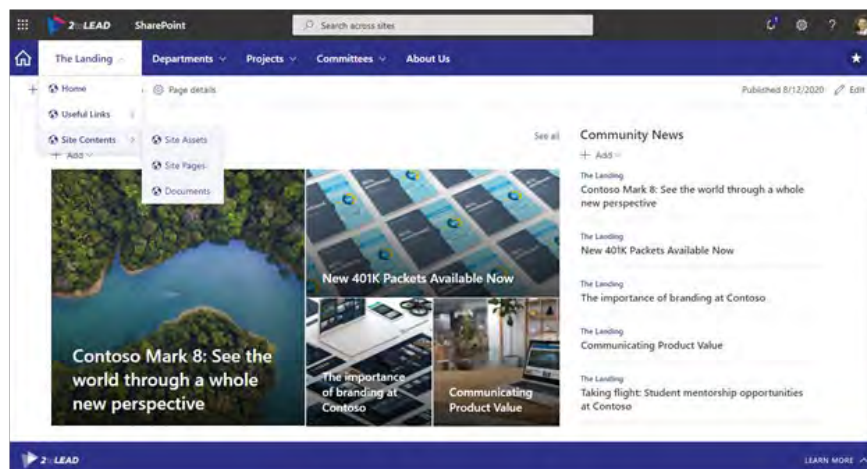 2toLEAD SharePoint Search across sites ?
The Landing Departments Projects Committees About Us
+ Page details Published 8/12/2020 Edit
Home
Useful Links
Site Contents
Site Assets
Site Pages
Documents
+ Add
See all
Contoso Mark 8: See the
world through a whole
new perspective
New 401K Packets Available Now
The importance
of branding at
Contoso
Communicating
Product Value
Community News
+ Add
The Landing
Contoso Mark 8: See the world through a whole
new perspective
The Landing
New 401K Packets Available Now
The Landing
The importance of branding at Contoso
The Landing
Communicating Product Value
The Landing
Taking flight: Student mentorship opportunities
at Contoso
2toLEAD LEARN MORE